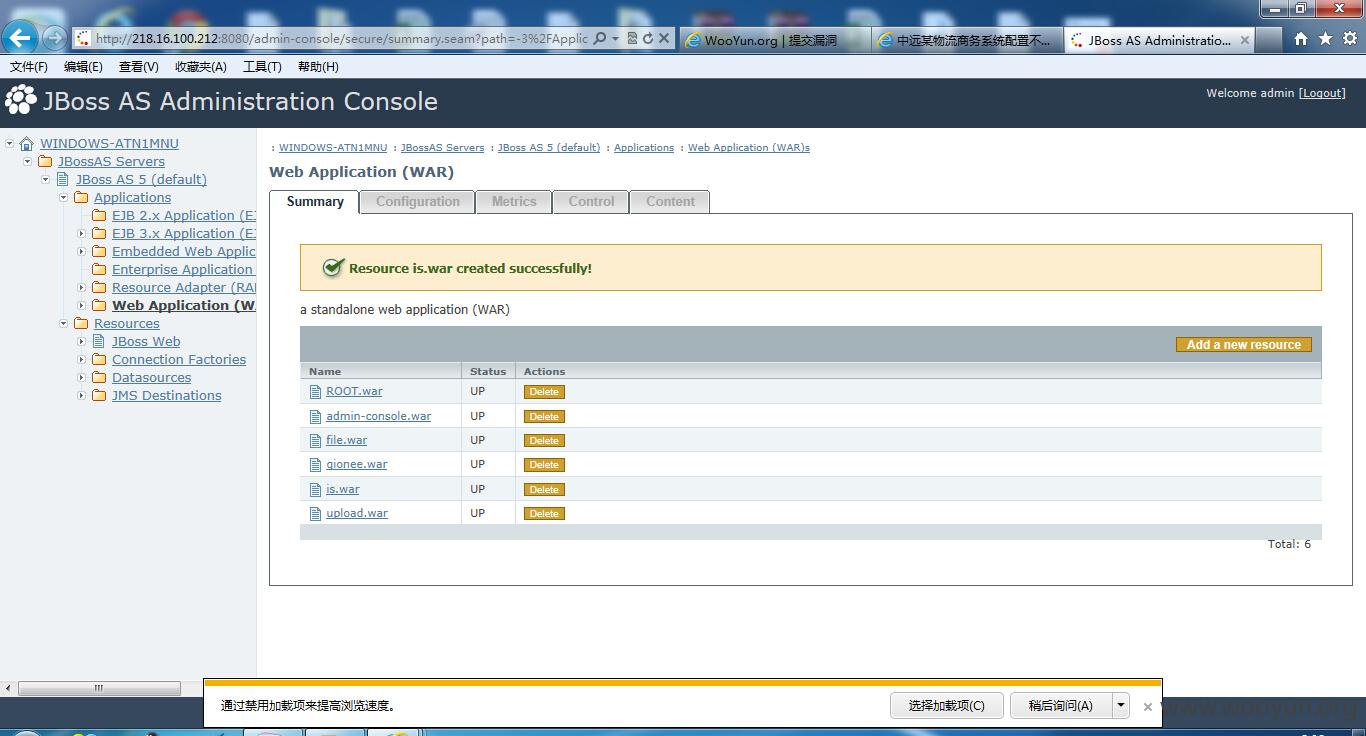 http://218.16.100.212:8080/admin-console/secure/summary.seam?path=-3%2FApplic
WooYun.org | 提交漏洞
中远某物流商务系统配置不...
JBoss AS Administratio...
文件(F) 编辑(E) 查看(V) 收藏夹(A) 工具(T) 帮助(H)
JBoss AS Administration Console
Welcome admin [Logout]
WINDOWS-ATN1MNU
JBossAS Servers
JBoss AS 5 (default)
Applications
EJB 2.x Application (E
EJB 3.x Application (E
Embedded Web Applic
Enterprise Application
Resource Adapter (RA
Web Application (W
Resources
JBoss Web
Connection Factories
Datasources
JMS Destinations
: WINDOWS-ATN1MNU : JBossAS Servers : JBoss AS 5 (default) : Applications : Web Application (WAR)s
Web Application (WAR)
Summary Configuration Metrics Control Content
Resource is.war created successfully!
a standalone web application (WAR)
Add a new resource
Name Status Actions
ROOT.war UP Delete
admin-console.war UP Delete
file.war UP Delete
gionee.war UP Delete
is.war UP Delete
upload.war UP Delete
Total: 6
通过禁用加载项来提高浏览速度。
选择加载项(C)
稍后询问(A)
www.wooyun.org